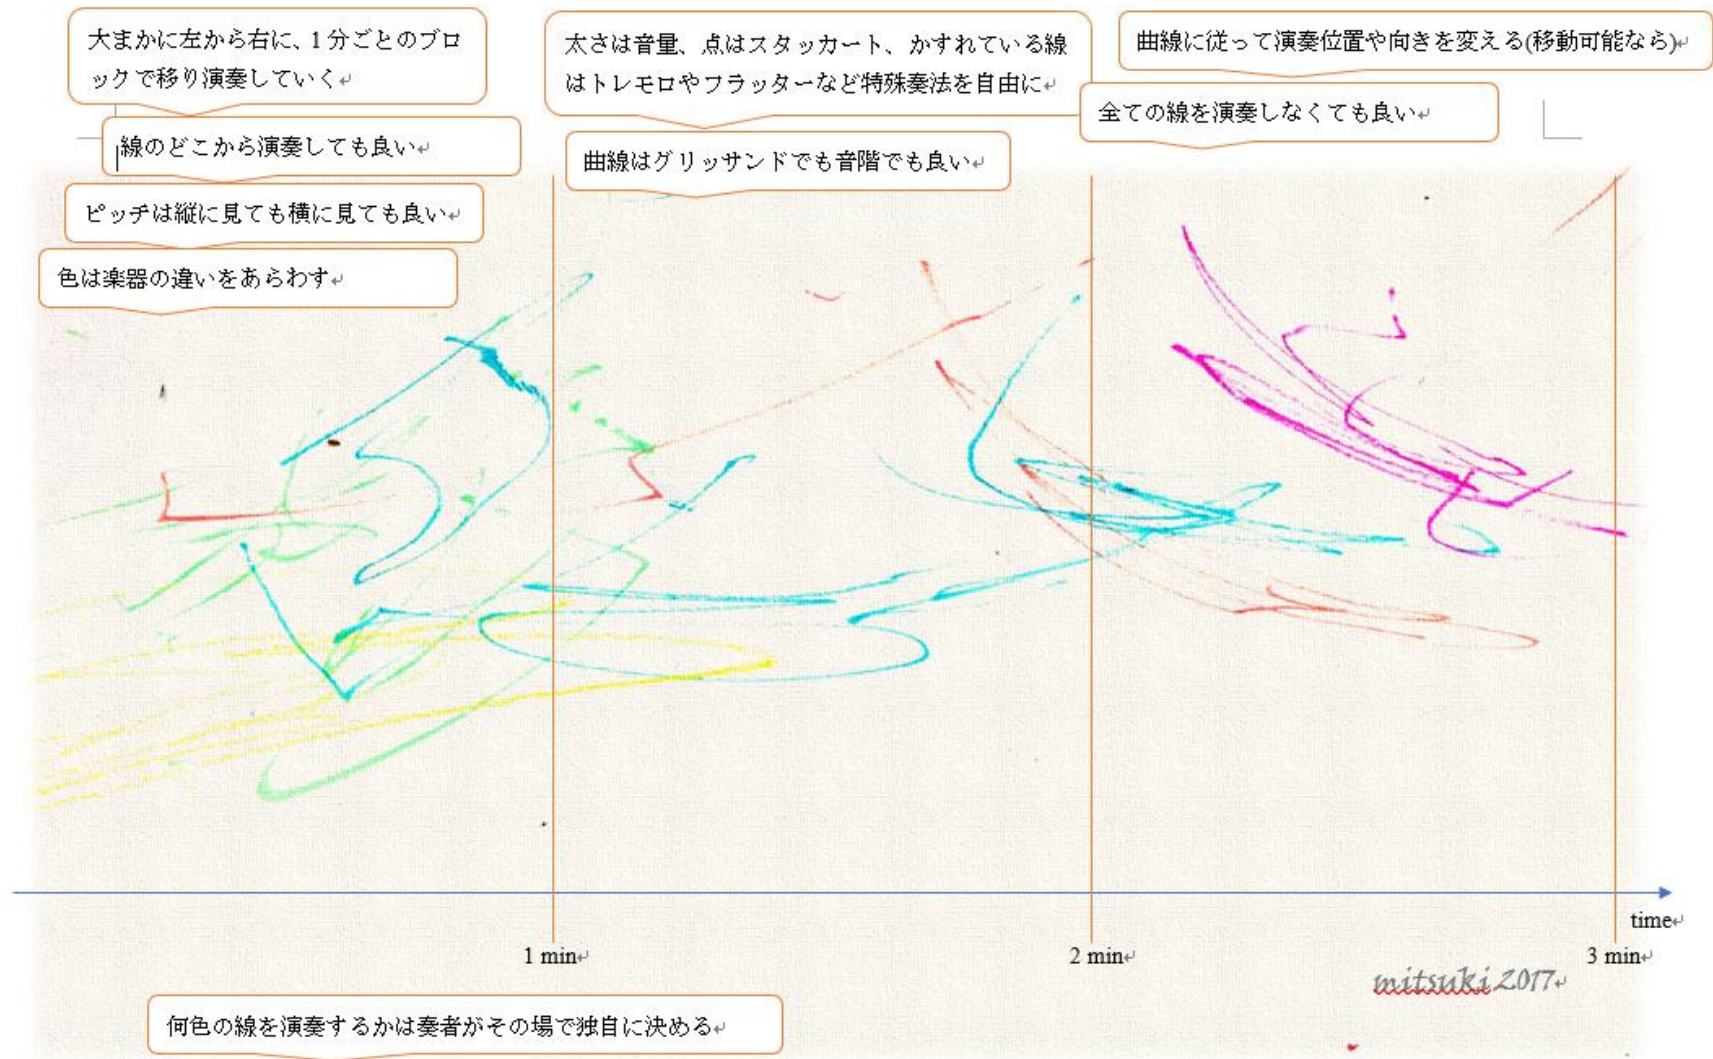 大まかに左から右に、1分ごとのブロ
ックで移り演奏していく
線のどこから演奏しても良い
ピッチは縦に見ても横に見ても良い
色は楽器の違いをあらわす
太さは音量、点はスタッカート、かすれている線
はトレモロやフラッターなど特殊奏法を自由に
曲線はグリッサンドでも音階でも良い
曲線に従って演奏位置や向きを変える(移動可能なら)
全ての線を演奏しなくても良い
time
1 min
2 min
3 min
mitsuki 2017
何色の線を演奏するかは奏者がその場で独自に決める